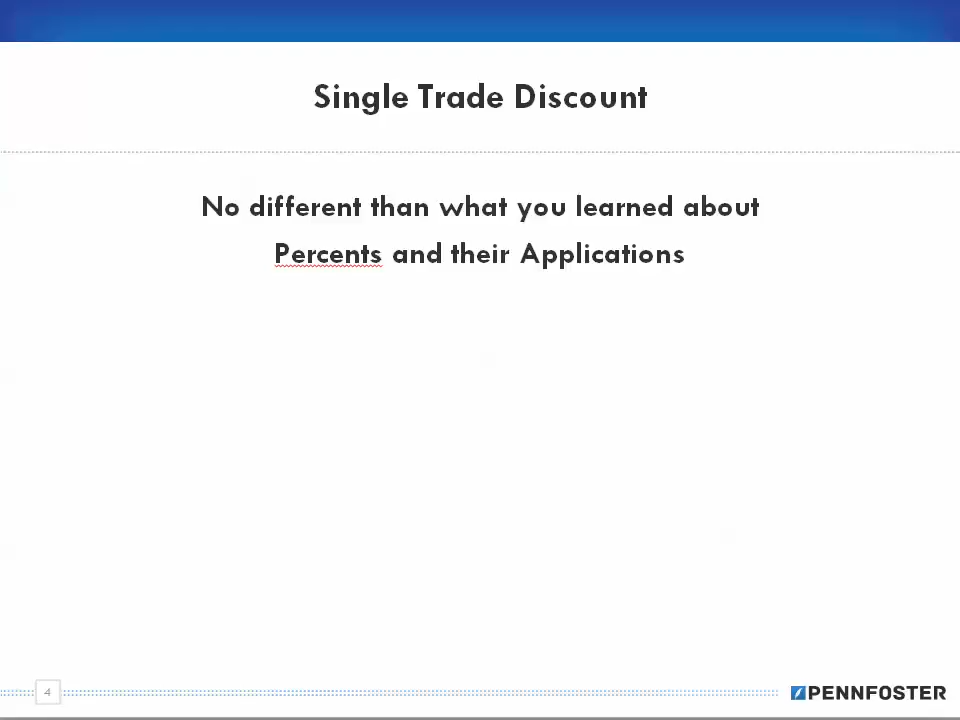 Single Trade Discount
No different than what you learned about
Percents and their Applications
4
PENNFOSTER